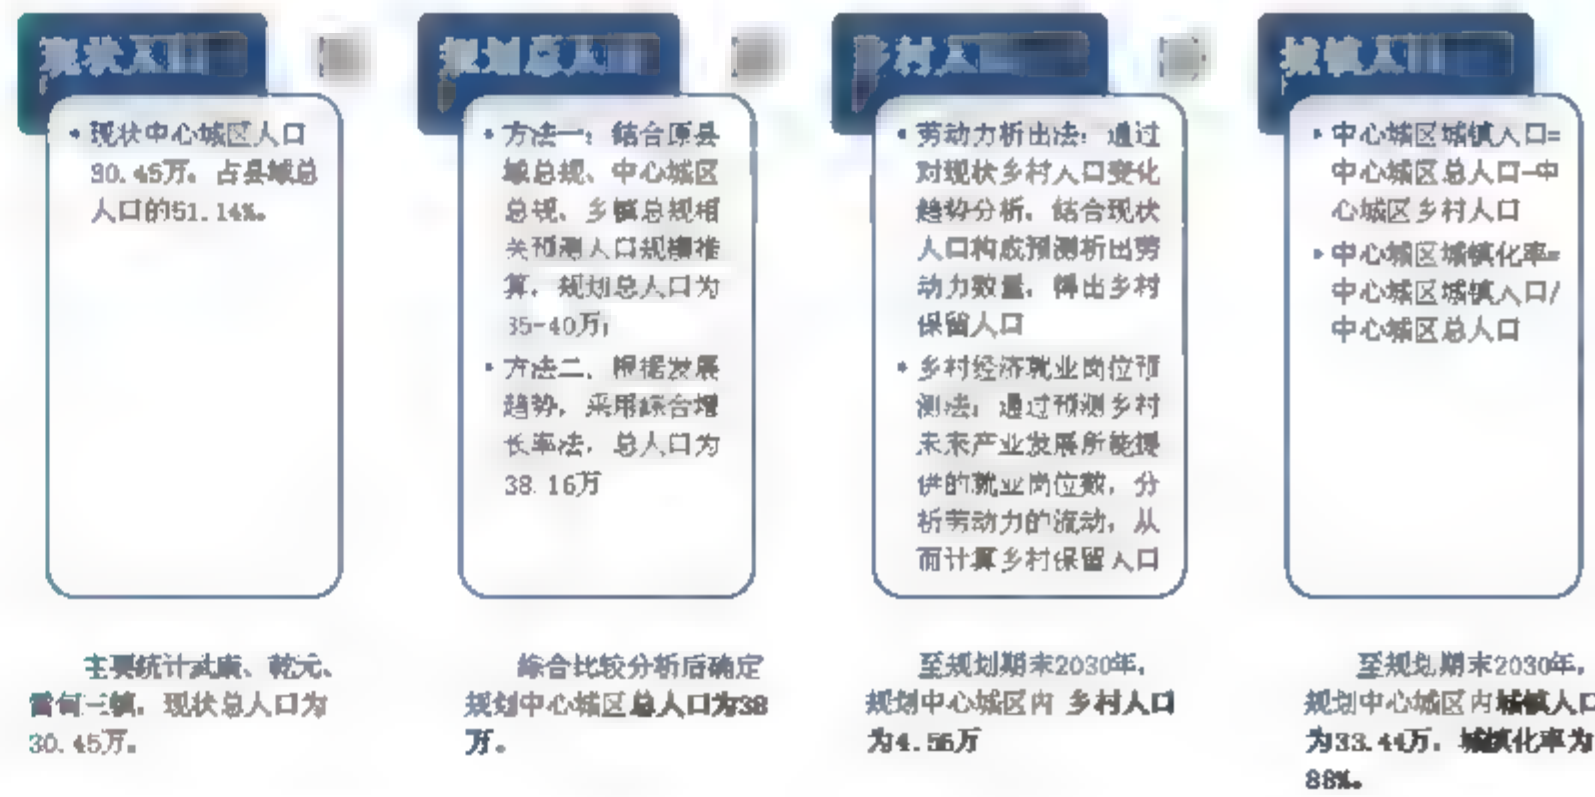 现状人口
现状中心城区人口
30.45万。占县域总
人口的51.14%。
主要统计武康、乾元、
雷甸三镇，现状总人口为
30.45万。
规划总人口
方法一：结合原县
域总规、中心城区
总规、乡镇总规相
关预测人口规模推
算，规划总人口为
35-40万；
方法二、根据发展
趋势，采用综合增
长率法，总人口为
38.16万
综合比较分析后确定
规划中心城区总人口为38
万。
乡村人口
劳动力析出法：通过
对现状乡村人口变化
趋势分析，结合现状
人口构成预测析出劳
动力数量，得出乡村
保留人口
乡村经济就业岗位预
测法：通过预测乡村
未来产业发展所能提
供的就业岗位数，分
析劳动力的流动，从
而计算乡村保留人口
至规划期末2030年，
规划中心城区内 乡村人口
为4.56万
城镇人口
中心城区城镇人口=
中心城区总人口-中
心城区乡村人口
中心城区城镇化率=
中心城区城镇人口/
中心城区总人口
至规划期末2030年，
规划中心城区内城镇人口
为33.44万，城镇化率为
88%。